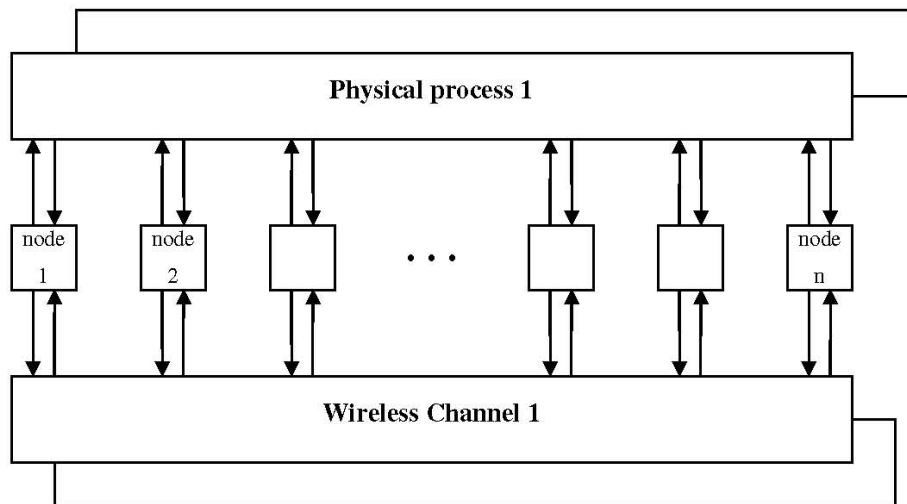 Physical process 1
node
1
node
2
. . .
node
n
Wireless Channel 1